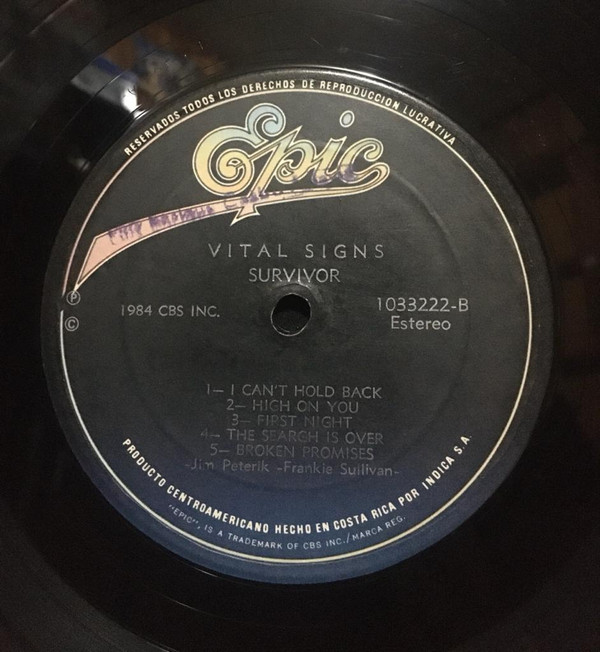 RESERVADOS TODOS LOS DERECHOS DE REPRODUCCION LUCRATIVA
Epic
VITAL SIGNS
SURVIVOR
Ⓟ
©
1984 CBS INC.
1033222-B
Estereo
1— I CAN'T HOLD BACK
2— HIGH ON YOU
3— FIRST NIGHT
4— THE SEARCH IS OVER
5— BROKEN PROMISES
-Jim Peterik -Frankie Sullivan-
PRODUCTO CENTROAMERICANO HECHO EN COSTA RICA POR INDICA S.A.
"EPIC", IS A TRADEMARK OF CBS INC./MARCA REG.